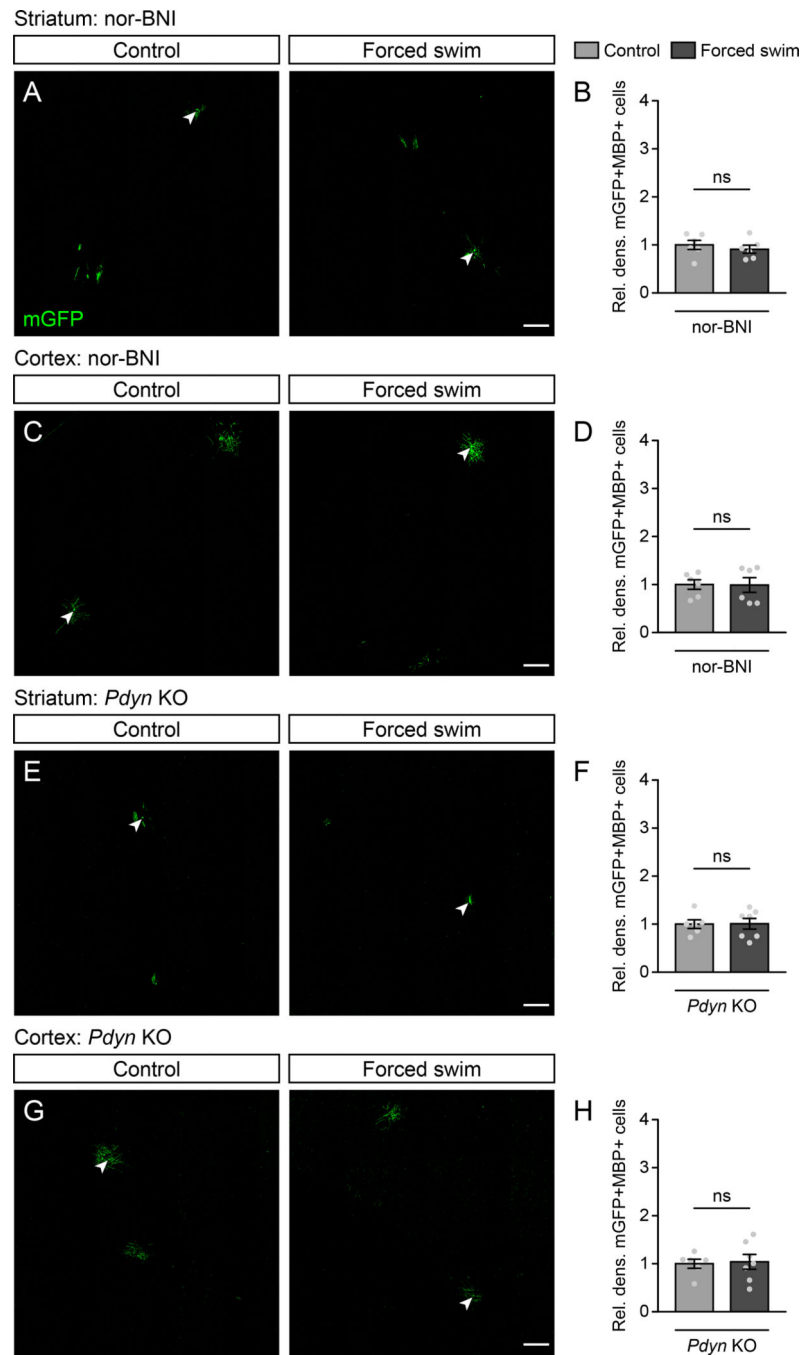 Striatum: nor-BNI
Control
Forced swim
Control
Forced swim
A
mGFP
B
Rel. dens. mGFP+MBP+ cells
4
3
2
1
0
ns
nor-BNI
Cortex: nor-BNI
Control
Forced swim
C
D
Rel. dens. mGFP+MBP+ cells
4
3
2
1
0
ns
nor-BNI
Striatum: Pdyn KO
Control
Forced swim
E
F
Rel. dens. mGFP+MBP+ cells
4
3
2
1
0
ns
Pdyn KO
Cortex: Pdyn KO
Control
Forced swim
G
H
Rel. dens. mGFP+MBP+ cells
4
3
2
1
0
ns
Pdyn KO